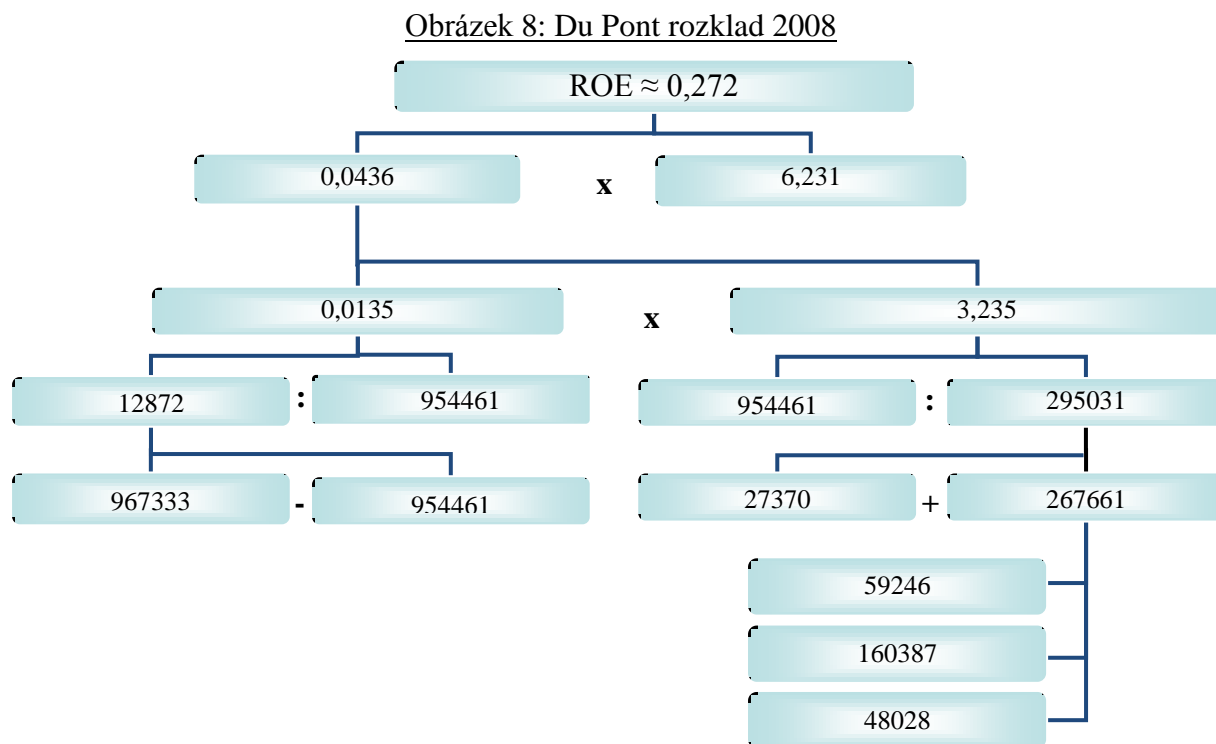 Obrázek 8: Du Pont rozklad 2008
ROE ≈ 0,272
0,0436 x 6,231
0,0135 x 3,235
12872 : 954461 954461 : 295031
967333 - 954461 27370 + 267661
59246
160387
48028